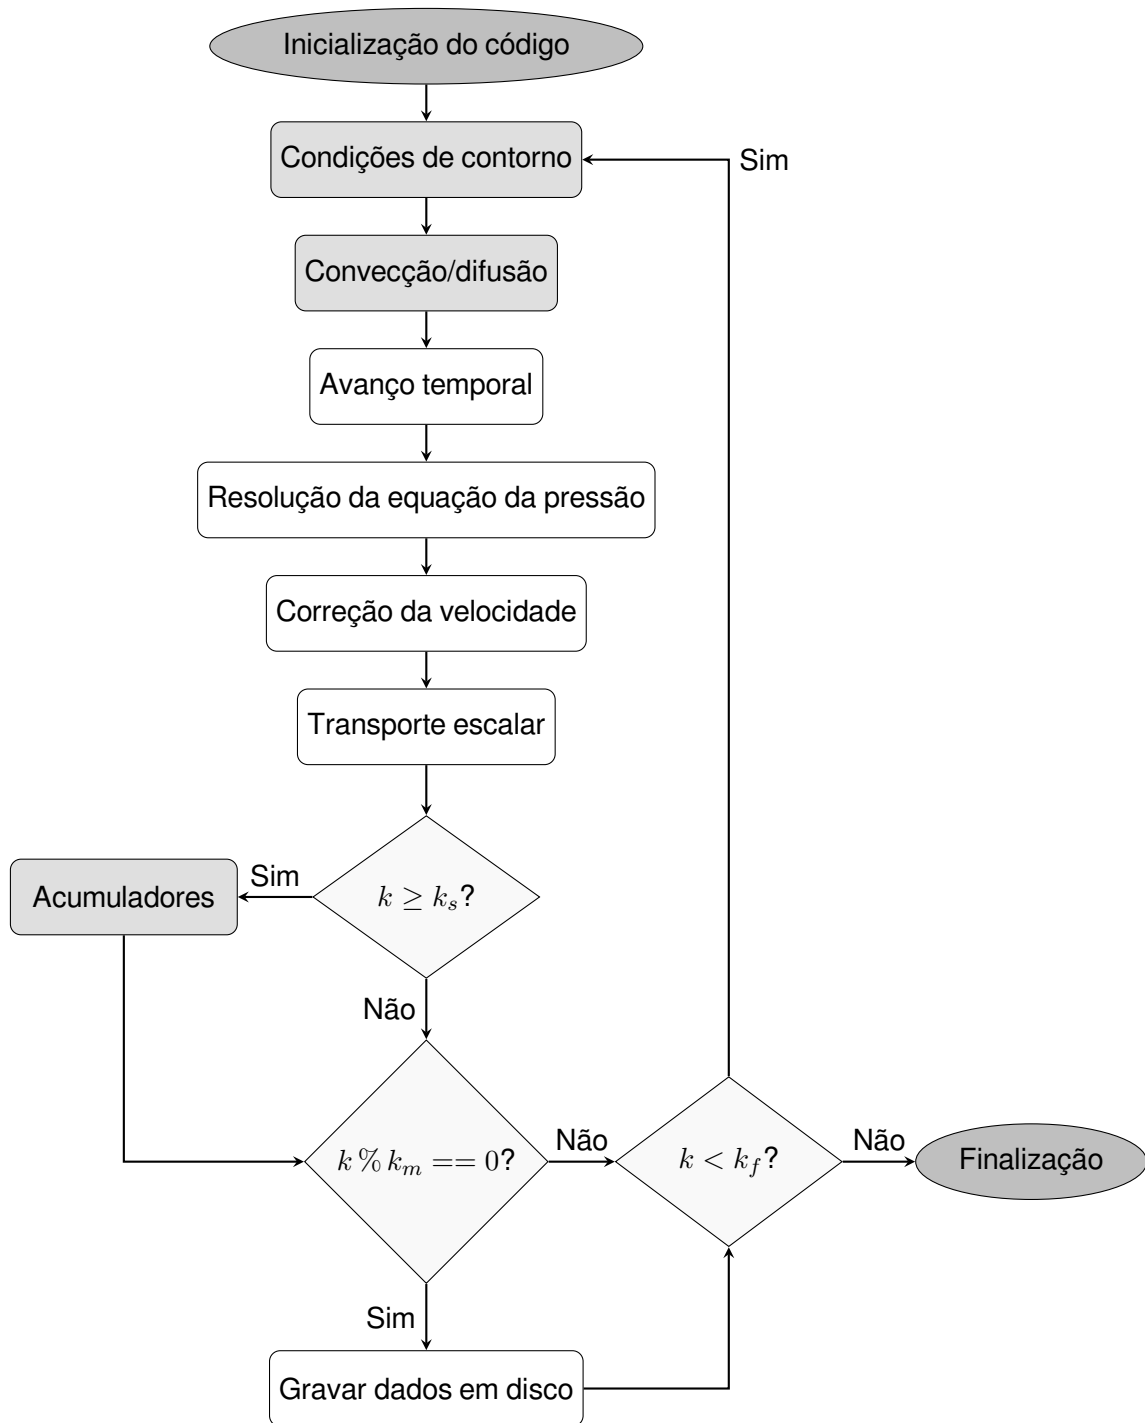 Inicialização do código
Condições de contorno
Sim
Convecção/difusão
Avanço temporal
Resolução da equação da pressão
Correção da velocidade
Transporte escalar
Acumuladores
Sim
k ≥ k_s?
Não
k % k_m == 0?
Não
k < k_f?
Não
Finalização
Sim
Gravar dados em disco